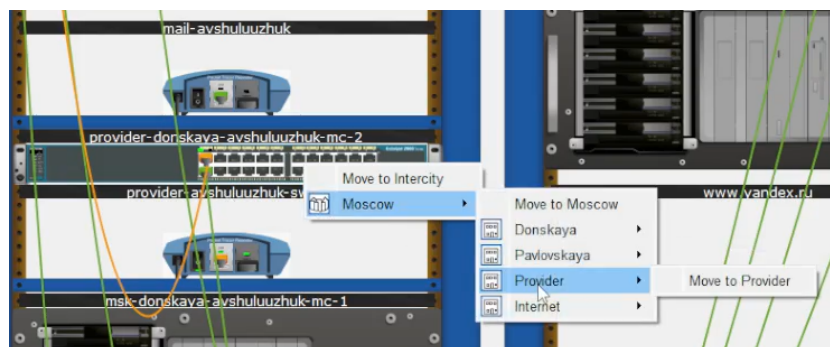 mail-avshuluuzhuk
provider-donskaya-avshuluuzhuk-mc-2
provider-avshuluuzhuk-sw
Move to Intercity
Moscow
Move to Moscow
Donskaya
Pavlovskaya
Provider
Internet
Move to Provider
www.yandex.ru
msk-donskaya-avshuluuzhuk-mc-1